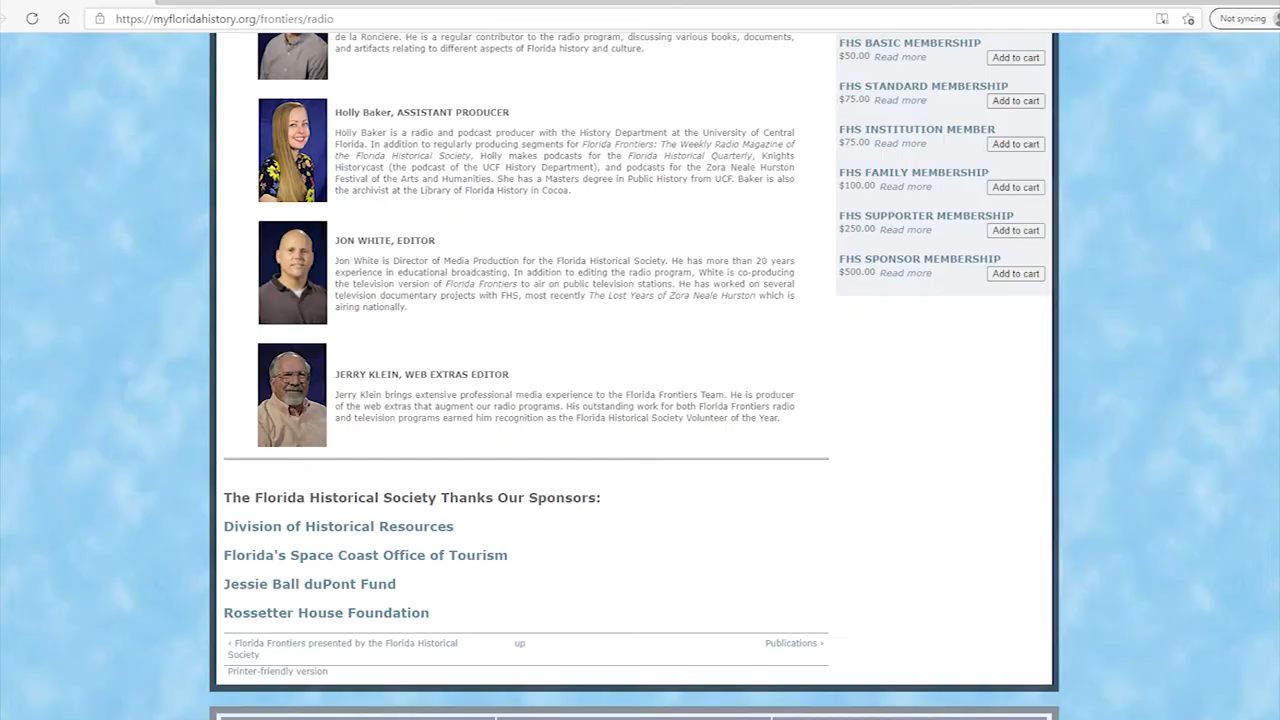 https://myfloridahistory.org/frontiers/radio
Not syncing
de la Ronciere. He is a regular contributor to the radio program, discussing various books, documents,
and artifacts relating to different aspects of Florida history and culture.
Holly Baker, ASSISTANT PRODUCER
Holly Baker is a radio and podcast producer with the History Department at the University of Central
Florida. In addition to regularly producing segments for Florida Frontiers: The Weekly Radio Magazine of
the Florida Historical Society, Holly makes podcasts for the Florida Historical Quarterly, Knights
Historycast (the podcast of the UCF History Department), and podcasts for the Zora Neale Hurston
Festival of the Arts and Humanities. She has a Masters degree in Public History from UCF. Baker is also
the archivist at the Library of Florida History in Cocoa.
JON WHITE, EDITOR
Jon White is Director of Media Production for the Florida Historical Society. He has more than 20 years
experience in educational broadcasting. In addition to editing the radio program, White is co-producing
the television version of Florida Frontiers to air on public television stations. He has worked on several
television documentary projects with FHS, most recently The Lost Years of Zora Neale Hurston which is
airing nationally.
JERRY KLEIN, WEB EXTRAS EDITOR
Jerry Klein brings extensive professional media experience to the Florida Frontiers Team. He is producer
of the web extras that augment our radio programs. His outstanding work for both Florida Frontiers radio
and television programs earned him recognition as the Florida Historical Society Volunteer of the Year.
The Florida Historical Society Thanks Our Sponsors:
Division of Historical Resources
Florida's Space Coast Office of Tourism
Jessie Ball duPont Fund
Rossetter House Foundation
‹ Florida Frontiers presented by the Florida Historical
Society
up
Publications ›
Printer-friendly version
FHS BASIC MEMBERSHIP
$50.00 Read more Add to cart
FHS STANDARD MEMBERSHIP
$75.00 Read more Add to cart
FHS INSTITUTION MEMBER
$75.00 Read more Add to cart
FHS FAMILY MEMBERSHIP
$100.00 Read more Add to cart
FHS SUPPORTER MEMBERSHIP
$250.00 Read more Add to cart
FHS SPONSOR MEMBERSHIP
$500.00 Read more Add to cart